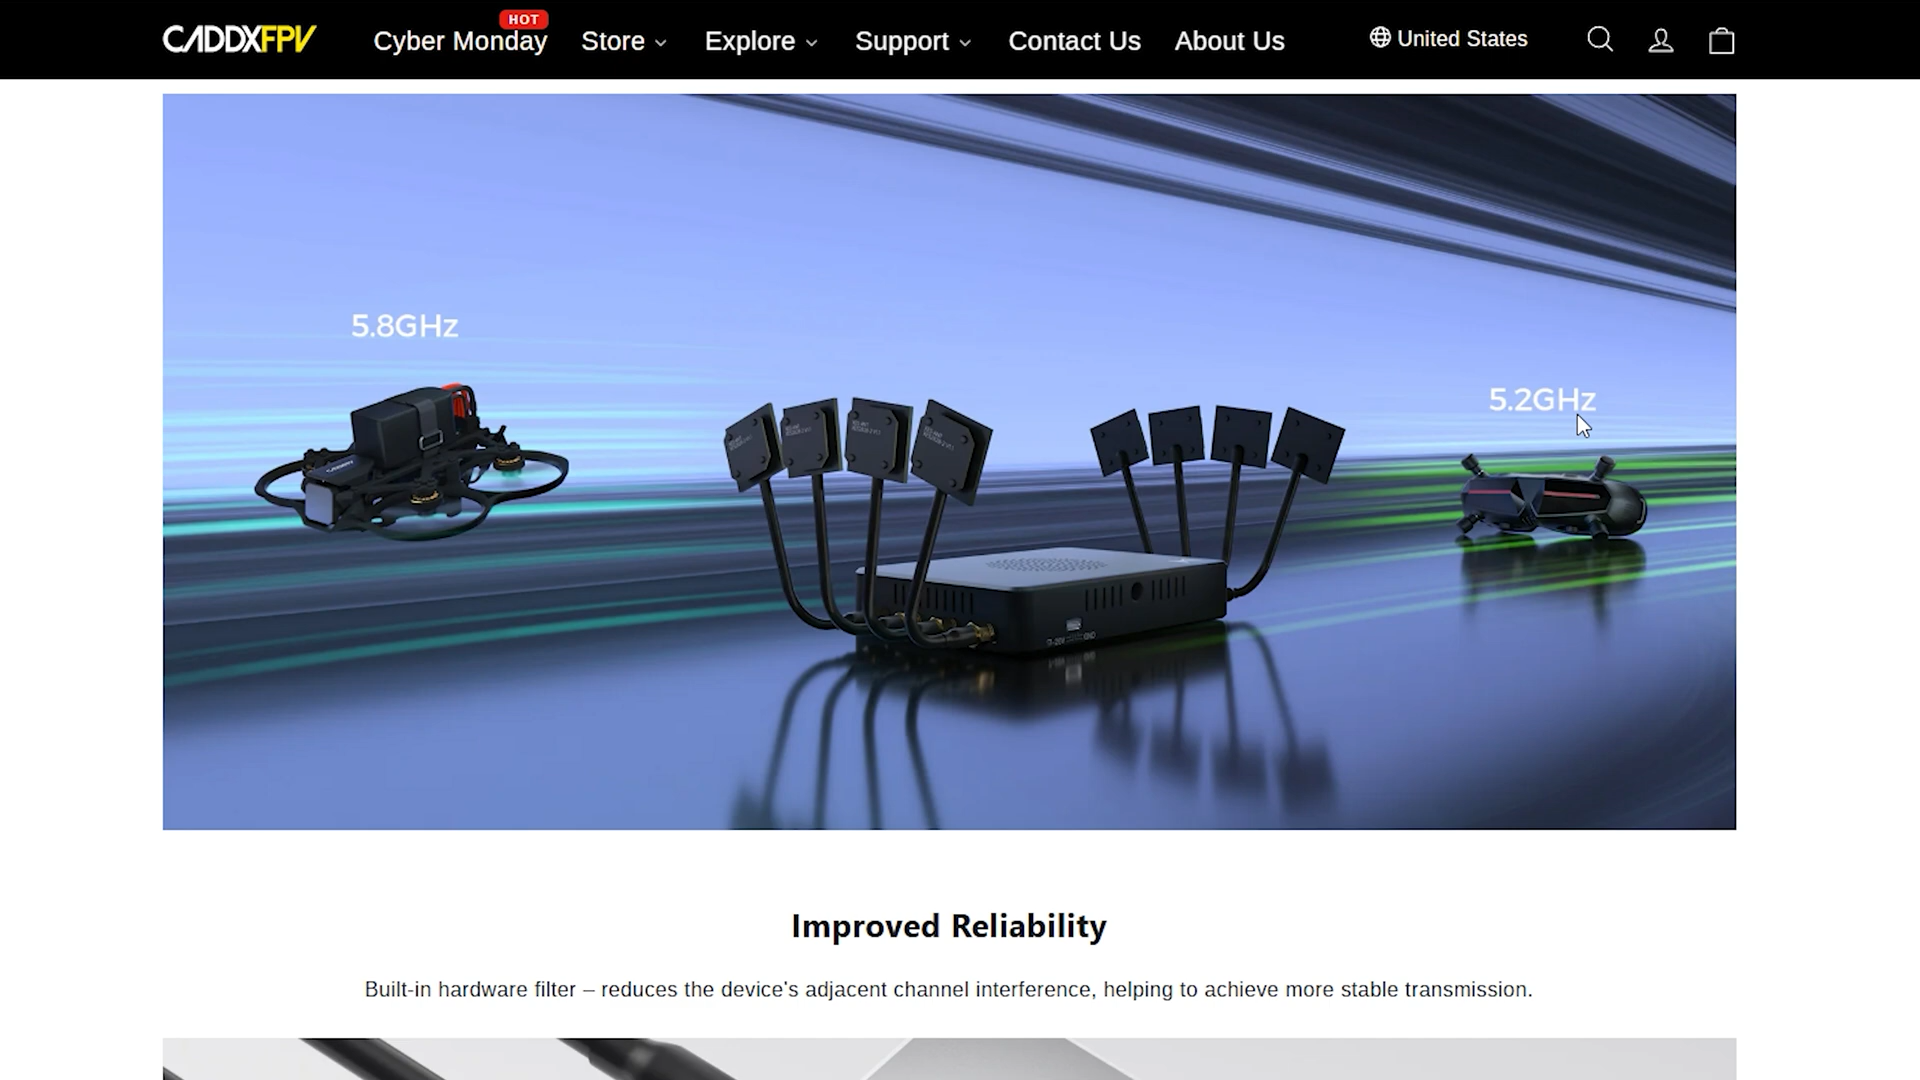 CADDXFPV
Cyber Monday
HOT
Store
Explore
Support
Contact Us
About Us
United States
5.8GHz
5.2GHz
Improved Reliability
Built-in hardware filter – reduces the device's adjacent channel interference, helping to achieve more stable transmission.